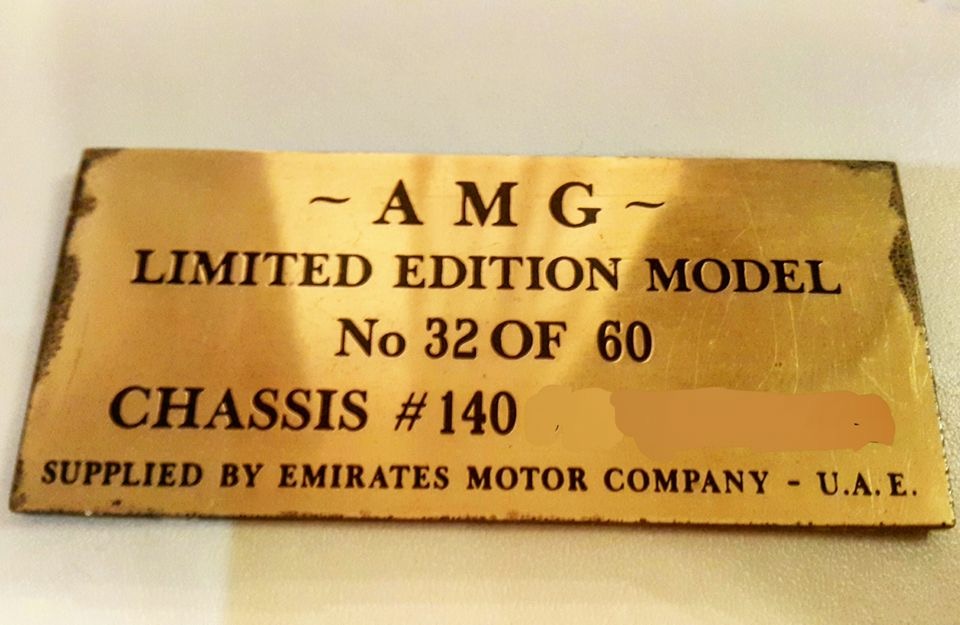 ~ A M G ~
LIMITED EDITION MODEL
No 32 OF 60
CHASSIS # 140
SUPPLIED BY EMIRATES MOTOR COMPANY - U.A.E.